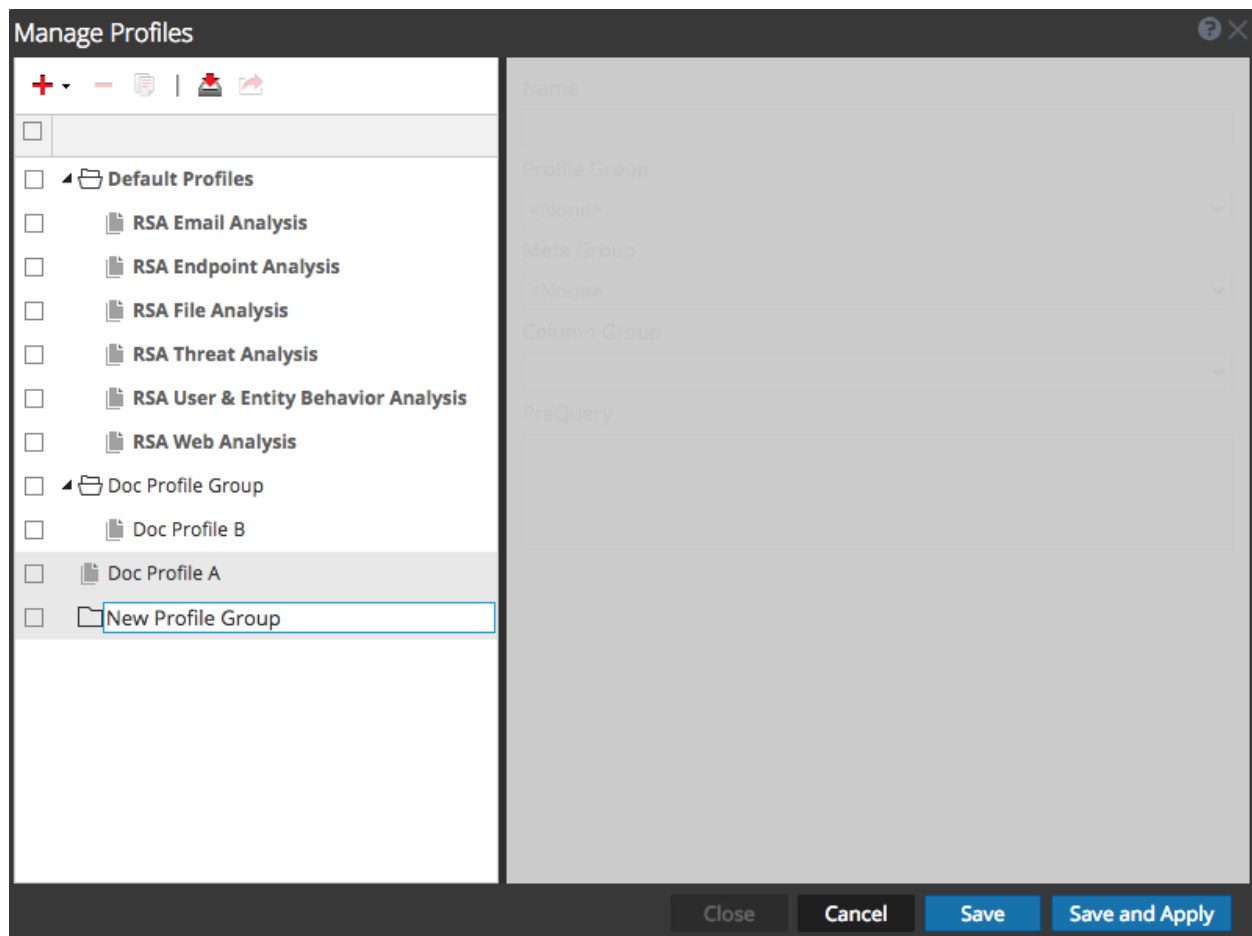 Manage Profiles
Name
Profile Group
<None>
Meta Group
<None>
Column Group
PreQuery
Default Profiles
RSA Email Analysis
RSA Endpoint Analysis
RSA File Analysis
RSA Threat Analysis
RSA User & Entity Behavior Analysis
RSA Web Analysis
Doc Profile Group
Doc Profile B
Doc Profile A
New Profile Group
Close
Cancel
Save
Save and Apply